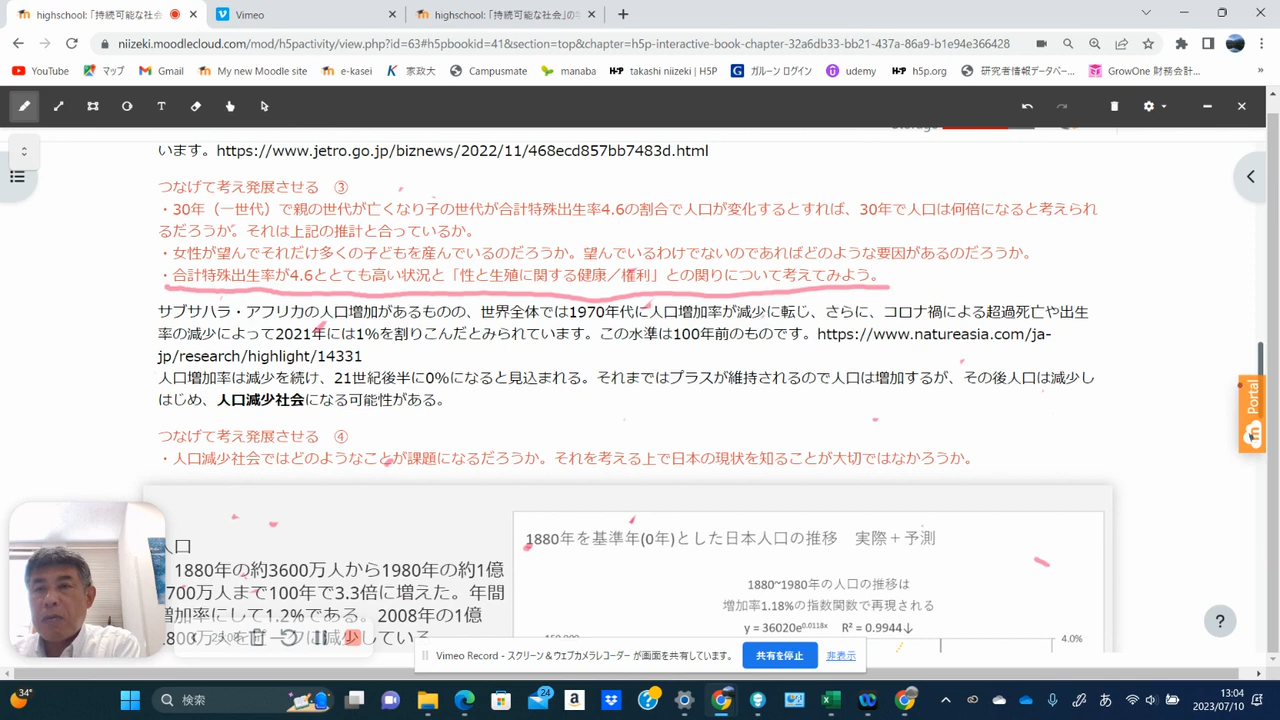 highschool: 「持続可能な社会
Vimeo
highschool: 「持続可能な社会」の
niizeki.moodlecloud.com/mod/h5pactivity/view.php?id=63#h5pbookid=41&section=top&chapter=h5p-interactive-book-chapter-32a6db33-bb21-437a-86a9-b1e94e366428
YouTube マップ Gmail My new Moodle site e-kasei 家政大 Campusmate manaba takashi niizeki | H5P ガルーン ログイン udemy h5p.org 研究者情報データベー... GrowOne 財務会計...
います。https://www.jetro.go.jp/biznews/2022/11/468ecd857bb7483d.html
つなげて考え発展させる ③
・30年（一世代）で親の世代が亡くなり子の世代が合計特殊出生率4.6の割合で人口が変化するとすれば、30年で人口は何倍になると考えられ
るだろうか。それは上記の推計と合っているか。
・女性が望んでそれだけ多くの子どもを産んでいるのだろうか。望んでいるわけでないのであればどのような要因があるのだろうか。
・合計特殊出生率が4.6ととても高い状況と「性と生殖に関する健康／権利」との関りについて考えてみよう。
サブサハラ・アフリカの人口増加があるものの、世界全体では1970年代に人口増加率が減少に転じ、さらに、コロナ禍による超過死亡や出生
率の減少によって2021年には1%を割りこんだとみられています。この水準は100年前のものです。https://www.natureasia.com/ja-
jp/research/highlight/14331
人口増加率は減少を続け、21世紀後半に0%になると見込まれる。それまではプラスが維持されるので人口は増加するが、その後人口は減少し
はじめ、人口減少社会になる可能性がある。
つなげて考え発展させる ④
・人口減少社会ではどのようなことが課題になるだろうか。それを考える上で日本の現状を知ることが大切ではなかろうか。
Portal
人口
1880年の約3600万人から1980年の約1億
700万人まで100年で3.3倍に増えた。年間
増加率にして1.2%である。2008年の1億
800万人をピークに減少している
1880年を基準年(0年)とした日本人口の推移 実際＋予測
1880~1980年の人口の推移は
増加率1.18%の指数関数で再現される
y = 36020e^0.0118x R² = 0.9944↓
150,000
4.0%
Vimeo Record - スクリーン＆ウェブカメラレコーダー が画面を共有しています。 共有を停止 非表示
34°
検索
24
あ
13:04
2023/07/10